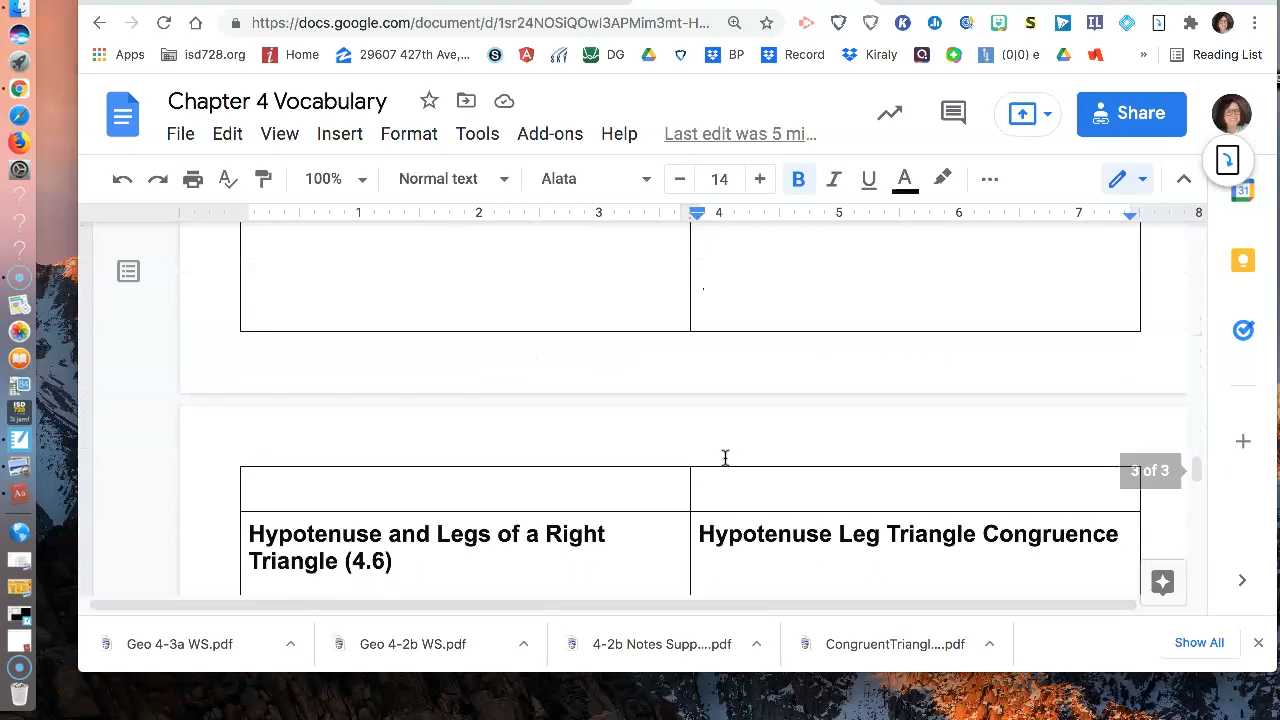 https://docs.google.com/document/d/1sr24NOSiQOwI3APMim3mt-H...
Apps
isd728.org
Home
29607 427th Ave,...
DG
BP
Record
Kiraly
(0|0) e
»
Reading List
Chapter 4 Vocabulary
File Edit View Insert Format Tools Add-ons Help Last edit was 5 mi...
Share
100% Normal text Alata 14 B I U A
31
1 2 3 4 5 6 7 8
3 of 3
Hypotenuse and Legs of a Right
Triangle (4.6)
Hypotenuse Leg Triangle Congruence
Geo 4-3a WS.pdf
Geo 4-2b WS.pdf
4-2b Notes Supp....pdf
CongruentTriangl....pdf
Show All